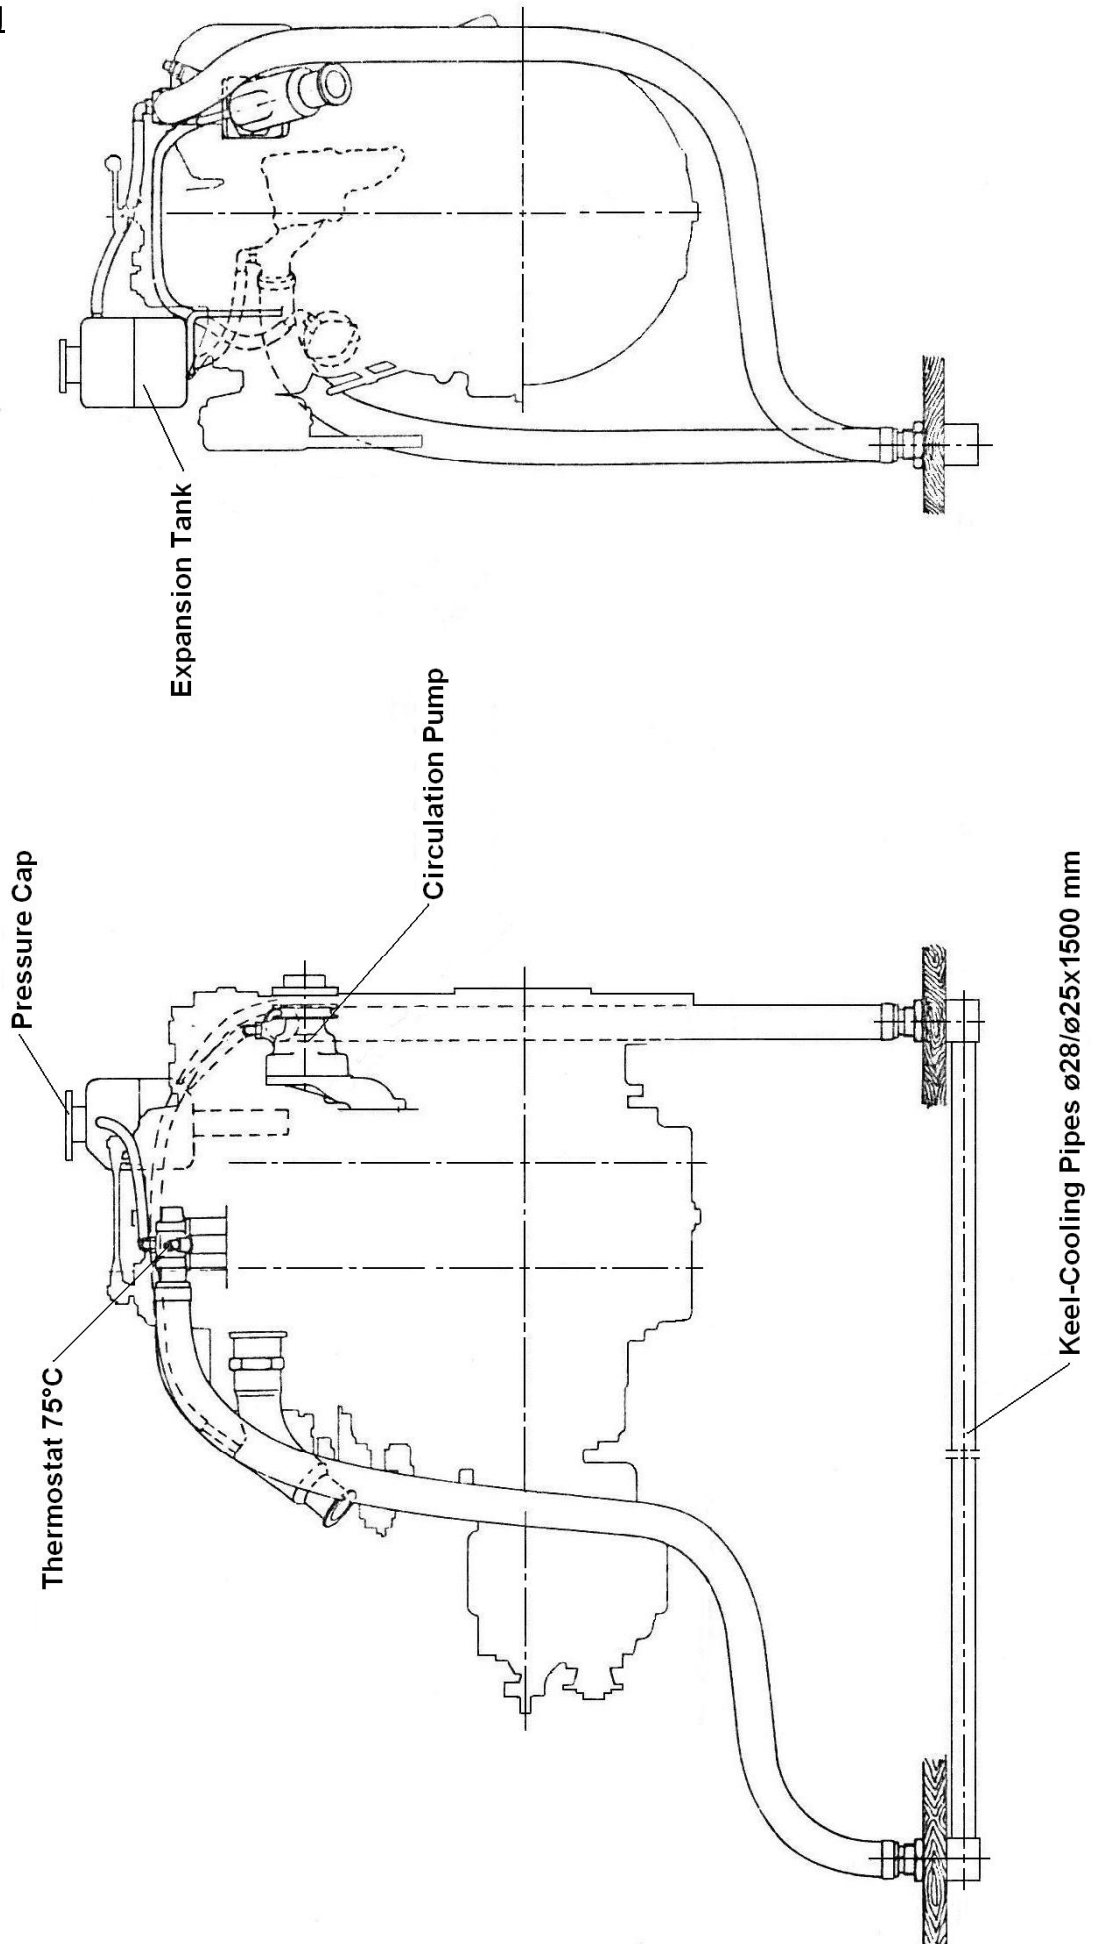 Pressure Cap
Thermostat 75°C
Expansion Tank
Circulation Pump
Keel-Cooling Pipes ø28/ø25x1500 mm